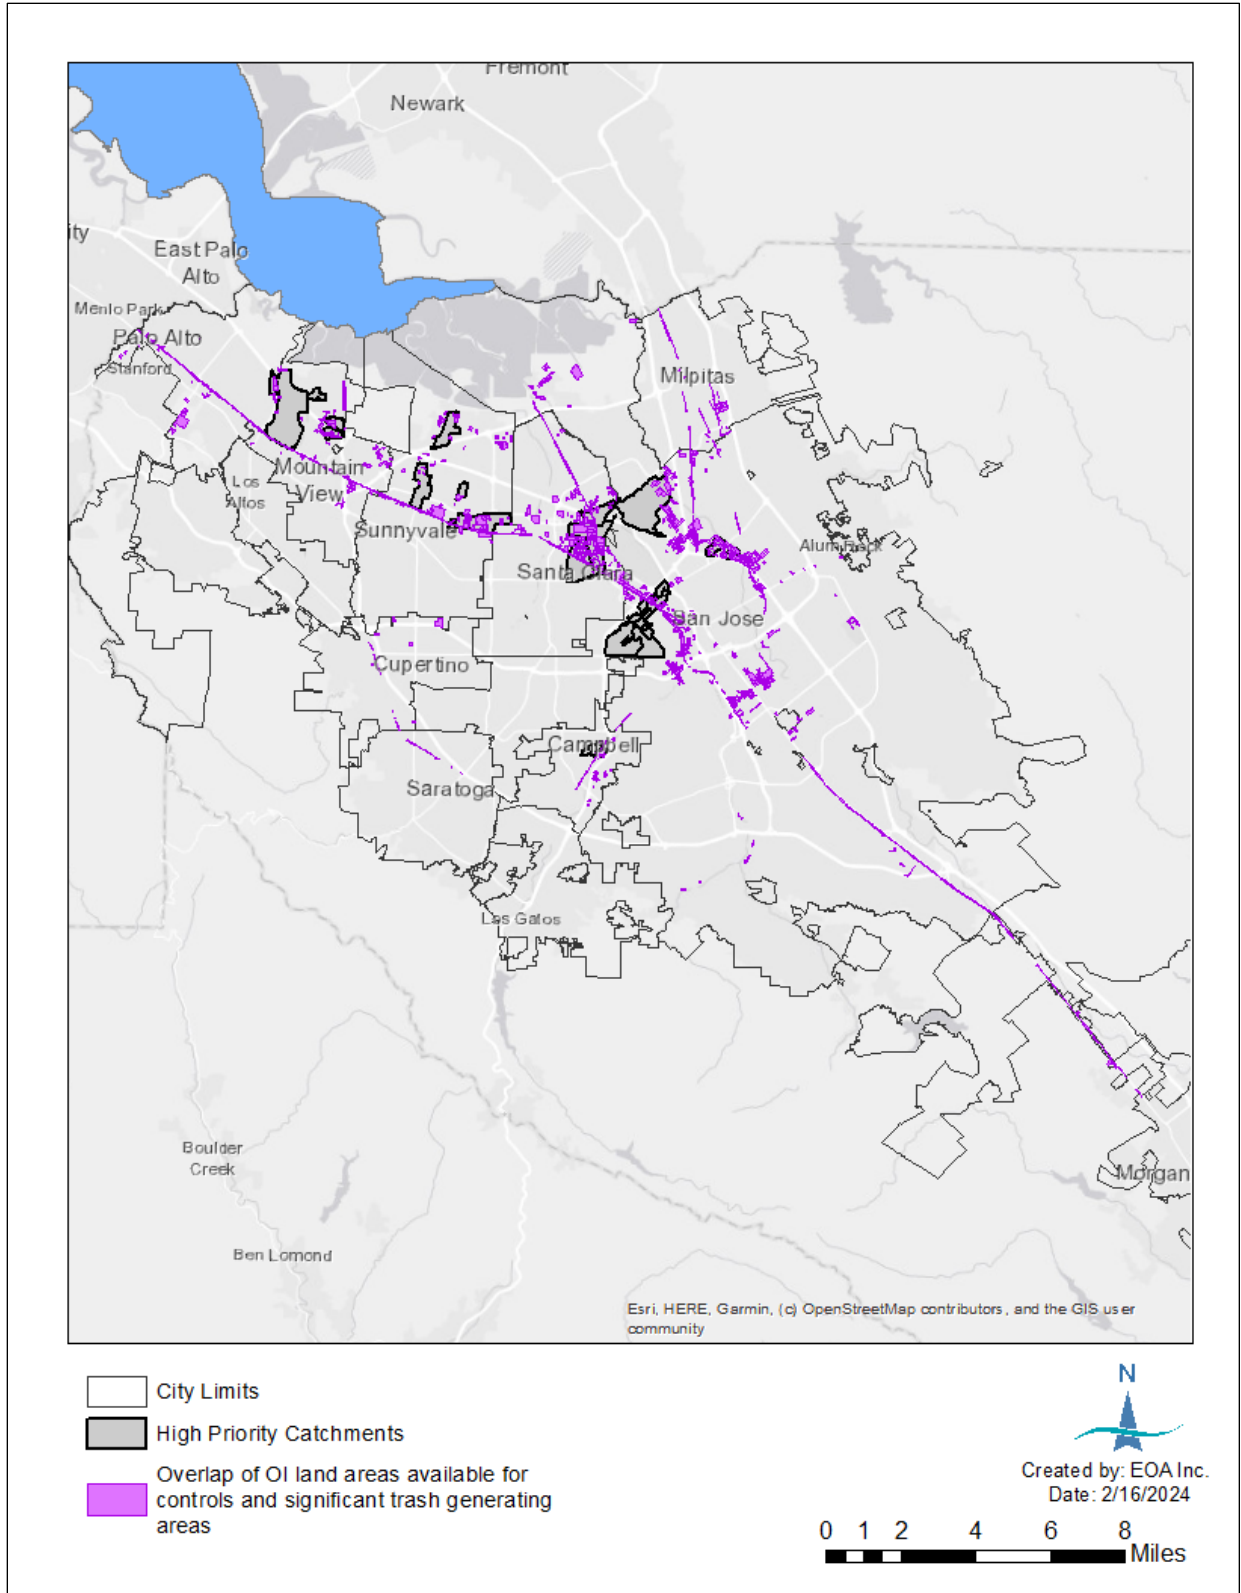 Fremont
Newark
ity
East Palo
Alto
Menlo Park
Palo Alto
Stanford
Milpitas
Mountain
View
Los
Altos
Sunnyvale
Alum Rock
Santa Clara
San Jose
Cupertino
Campbell
Saratoga
Los Gatos
Boulder
Creek
Morgan
Ben Lomond
Esri, HERE, Garmin, (c) OpenStreetMap contributors, and the GIS user
community
City Limits
High Priority Catchments
Overlap of OI land areas available for
controls and significant trash generating
areas
N
Created by: EOA Inc.
Date: 2/16/2024
0 1 2 4 6 8
Miles